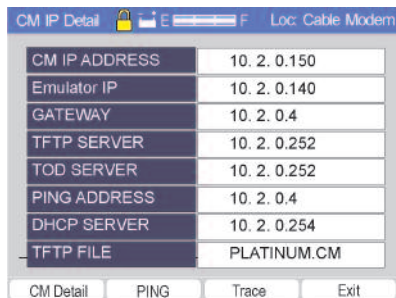 CM IP Detail E F Loc: Cable Modem
CM IP ADDRESS 10. 2. 0.150
Emulator IP 10. 2. 0.140
GATEWAY 10. 2. 0.4
TFTP SERVER 10. 2. 0.252
TOD SERVER 10. 2. 0.252
PING ADDRESS 10. 2. 0.4
DHCP SERVER 10. 2. 0.254
TFTP FILE PLATINUM.CM
CM Detail PING Trace Exit